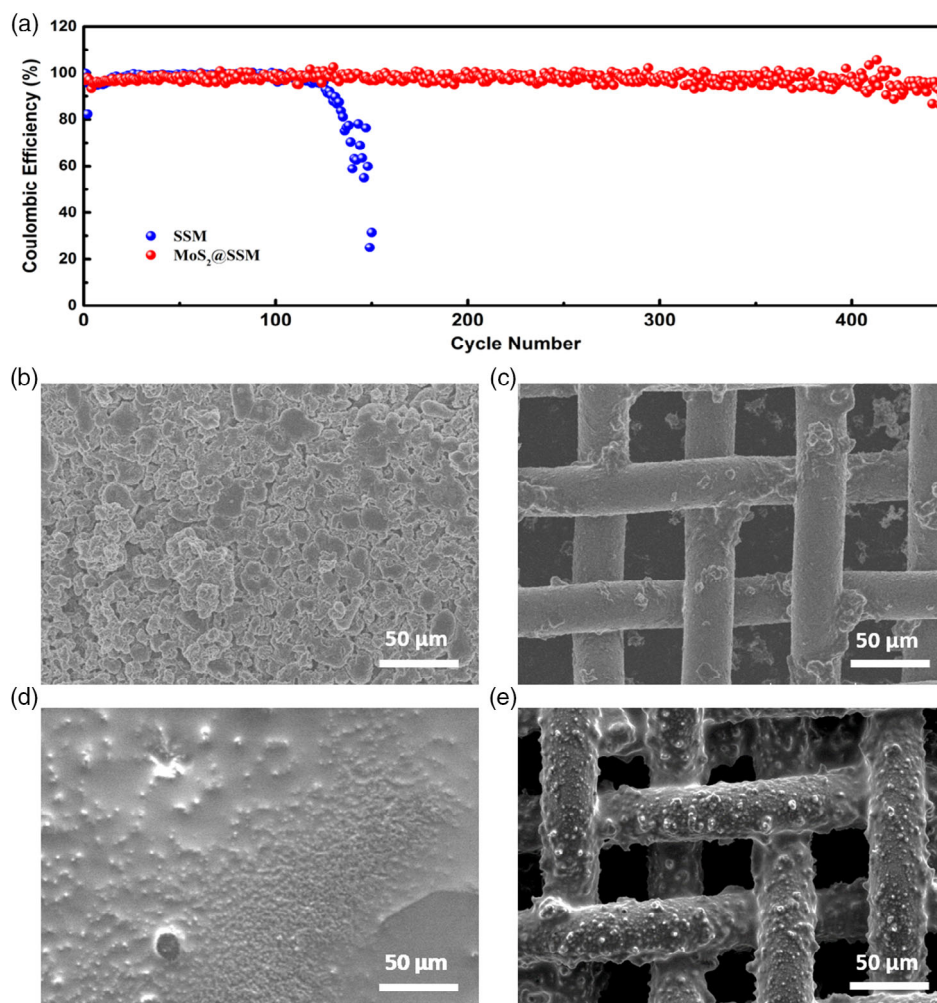 (a)
120
100
80
60
40
20
0
Coulombic Efficiency (%)
SSM
MoS₂@SSM
0 100 200 300 400
Cycle Number
(b) (c)
50 µm 50 µm
(d) (e)
50 µm 50 µm